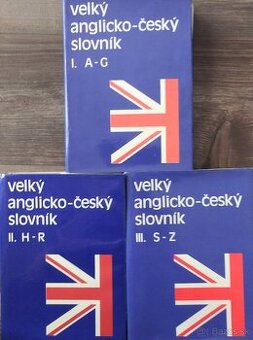 velký
anglicko-český
slovník
I. A-G
velký
anglicko-český
slovník
II. H-R
velký
anglicko-český
slovník
III. S-Z